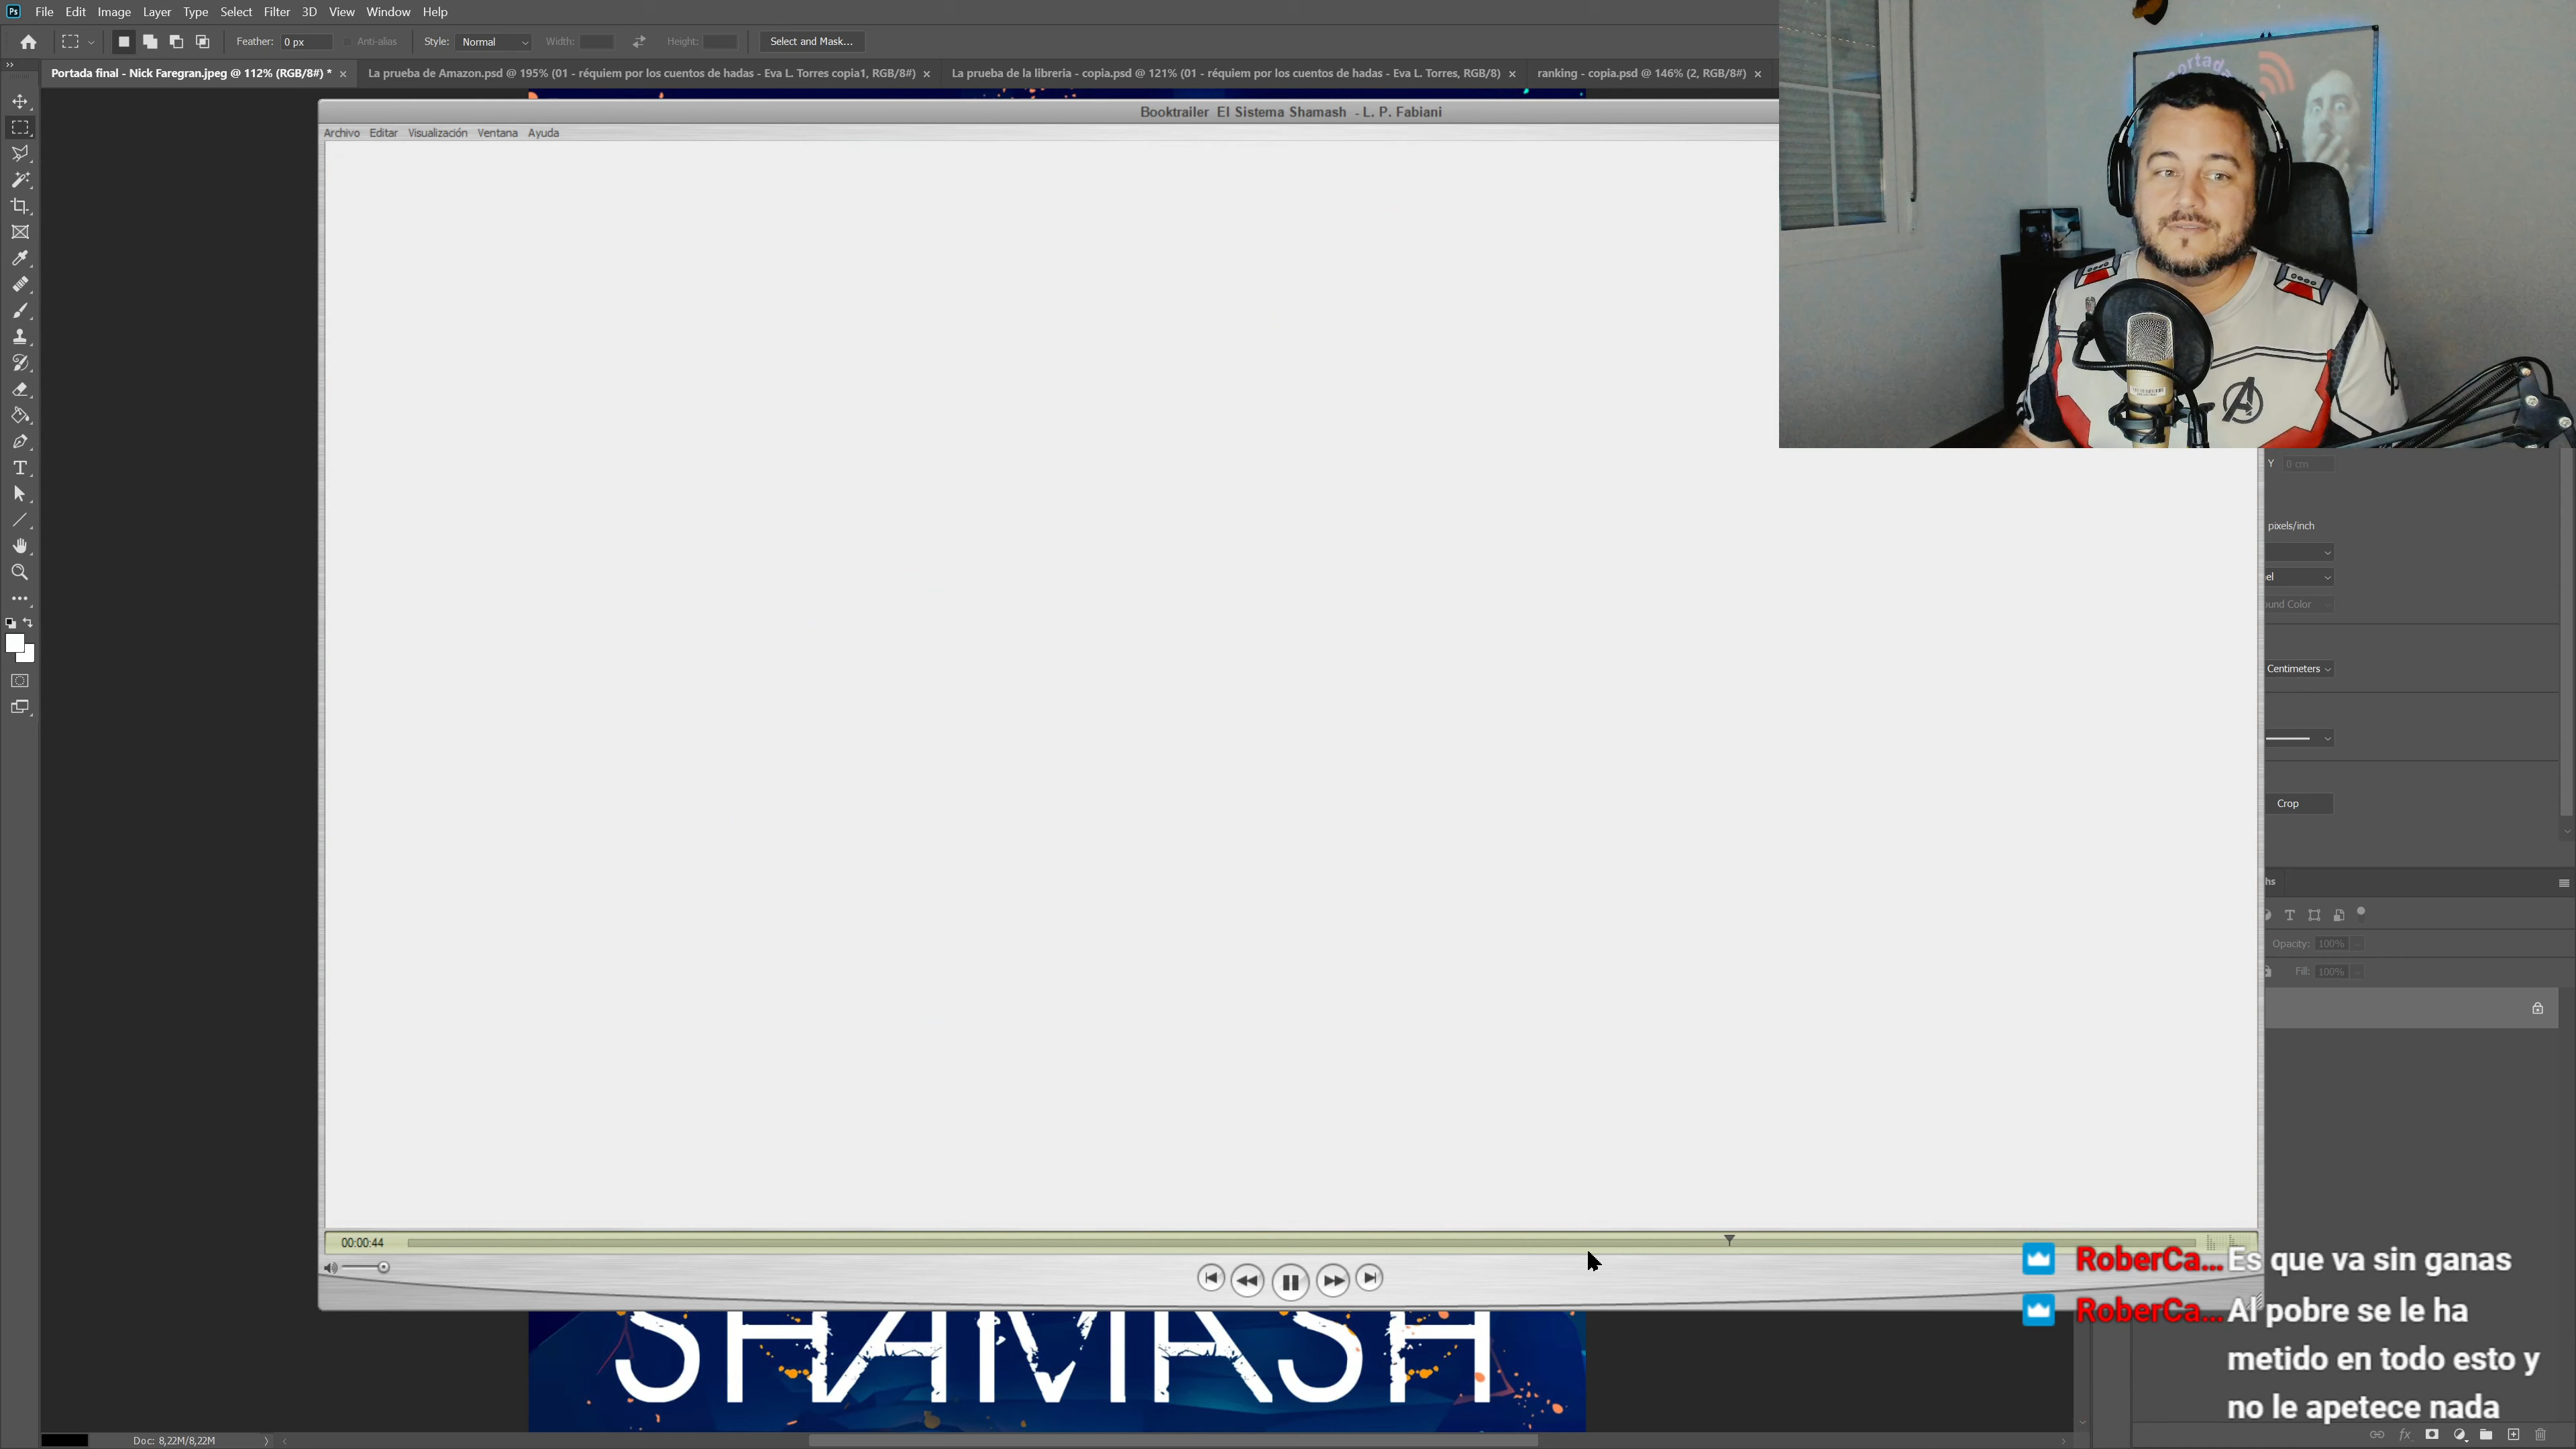 Ps File Edit Image Layer Type Select Filter 3D View Window Help
Feather: 0 px Anti-alias Style: Normal Width: Height: Select and Mask...
Portada final - Nick Faregran.jpeg @ 112% (RGB/8#) * × La prueba de Amazon.psd @ 195% (01 - réquiem por los cuentos de hadas - Eva L. Torres copia1, RGB/8#) × La prueba de la libreria - copia.psd @ 121% (01 - réquiem por los cuentos de hadas - Eva L. Torres, RGB/8) × ranking - copia.psd @ 146% (2, RGB/8#) ×
portada
Booktrailer El Sistema Shamash - L. P. Fabiani
Archivo Editar Visualización Ventana Ayuda
Y 0 cm
pixels/inch
Centimeters
Crop
Opacity: 100%
Fill: 100%
00:00:44
RoberCa... Es que va sin ganas
RoberCa... Al pobre se le ha
metido en todo esto y
no le apetece nada
SHAMASH
Doc: 8,22M/8,22M